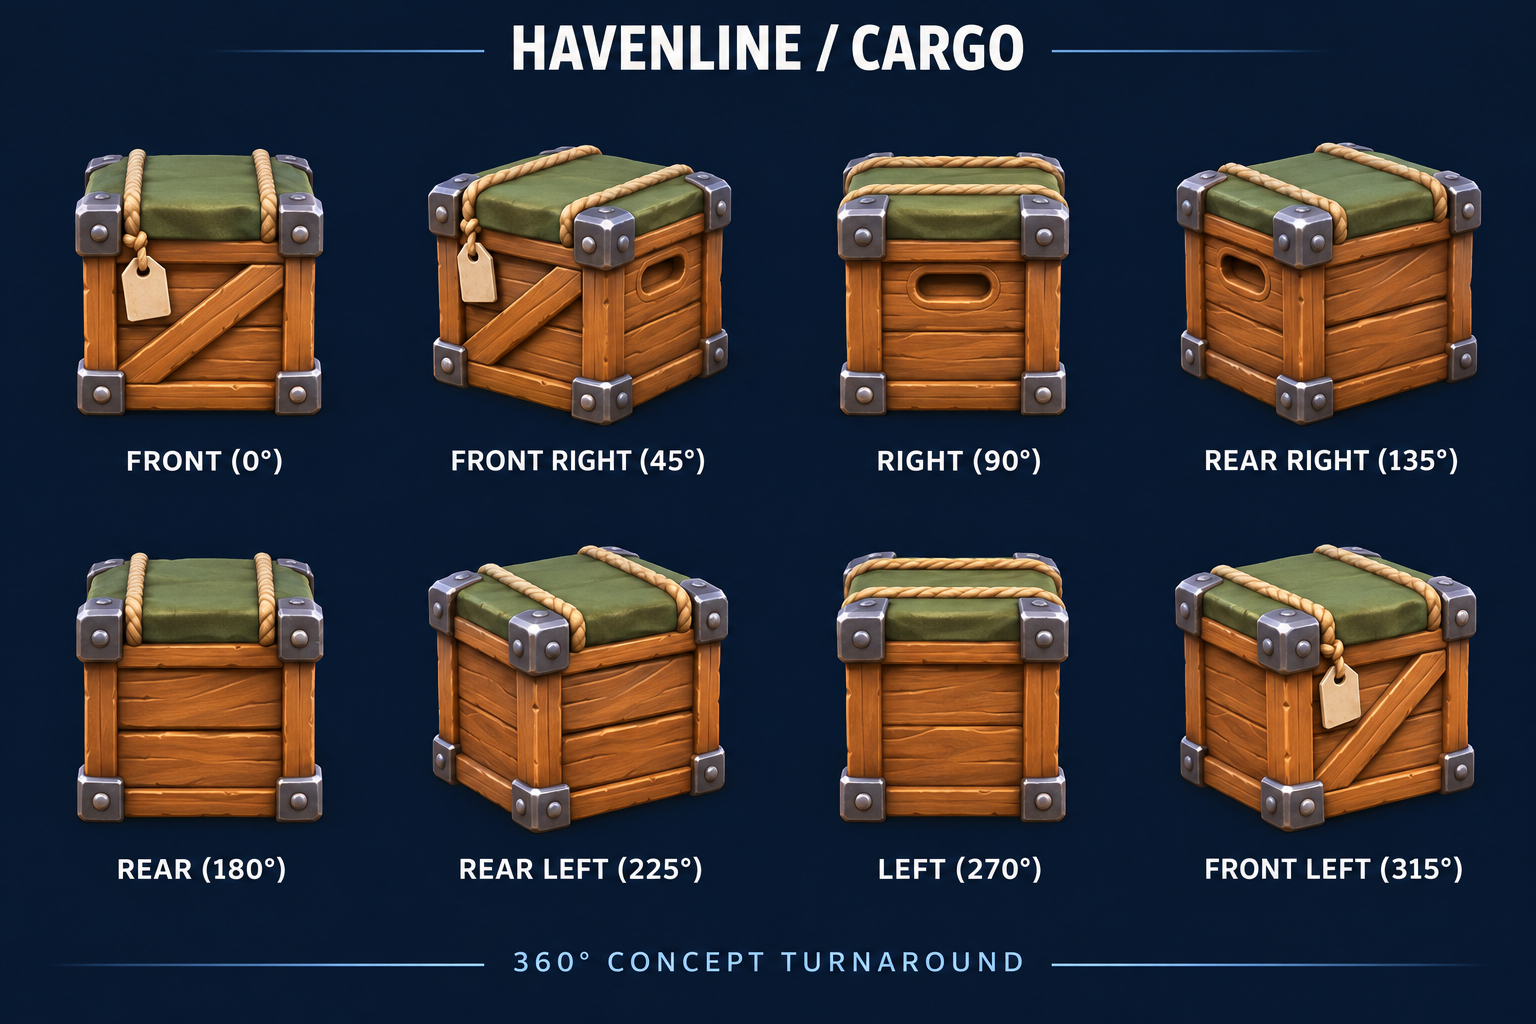 HAVENLINE / CARGO
FRONT (0°)
FRONT RIGHT (45°)
RIGHT (90°)
REAR RIGHT (135°)
REAR (180°)
REAR LEFT (225°)
LEFT (270°)
FRONT LEFT (315°)
360° CONCEPT TURNAROUND